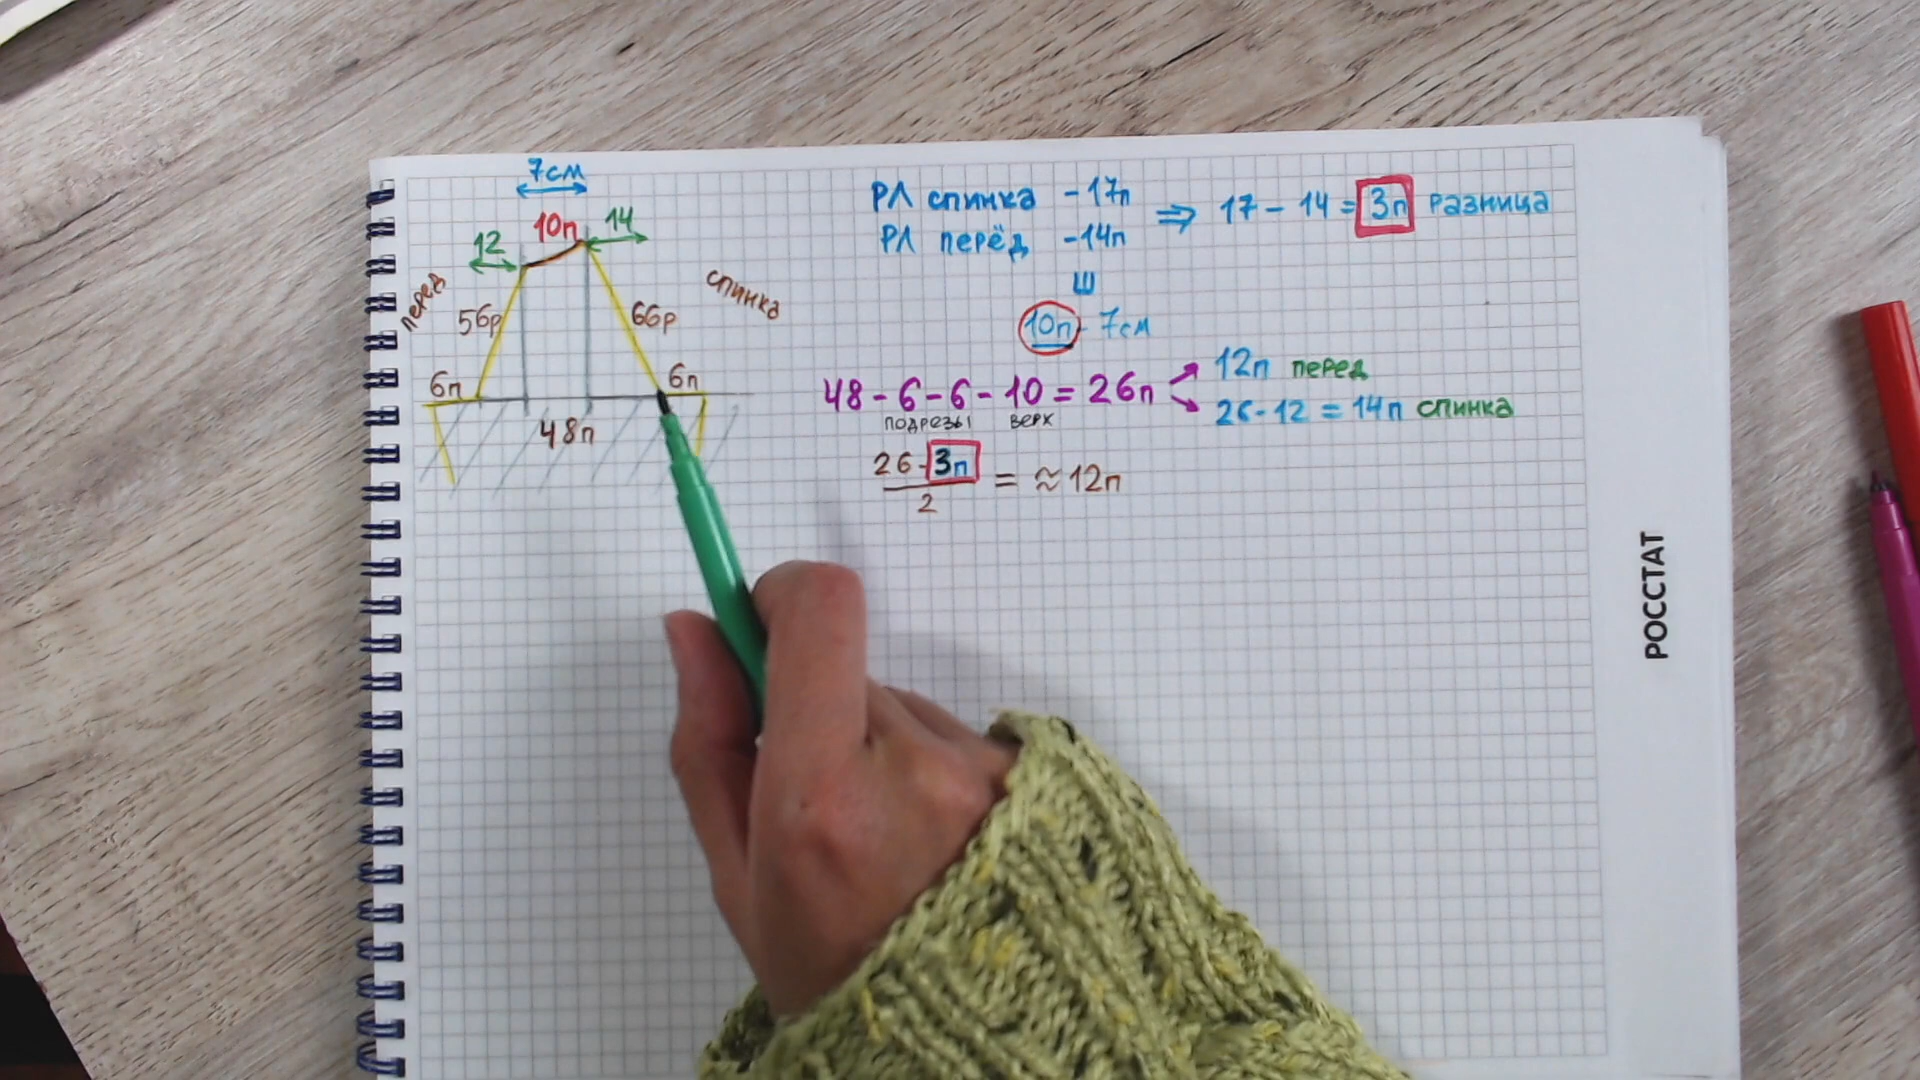 7см
10п 14
12
перед
56р
66р
спинка
6п
6п
48п
РЛ спинка - 17п
РЛ перёд - 14п
⇒ 17 - 14 = 3п разница
⇓
10п - 7см
48 - 6 - 6 - 10 = 26п
подрезы верх
12п перед
26 - 12 = 14п спинка
26 - 3п
2
= ≈ 12п
РОССТАТ